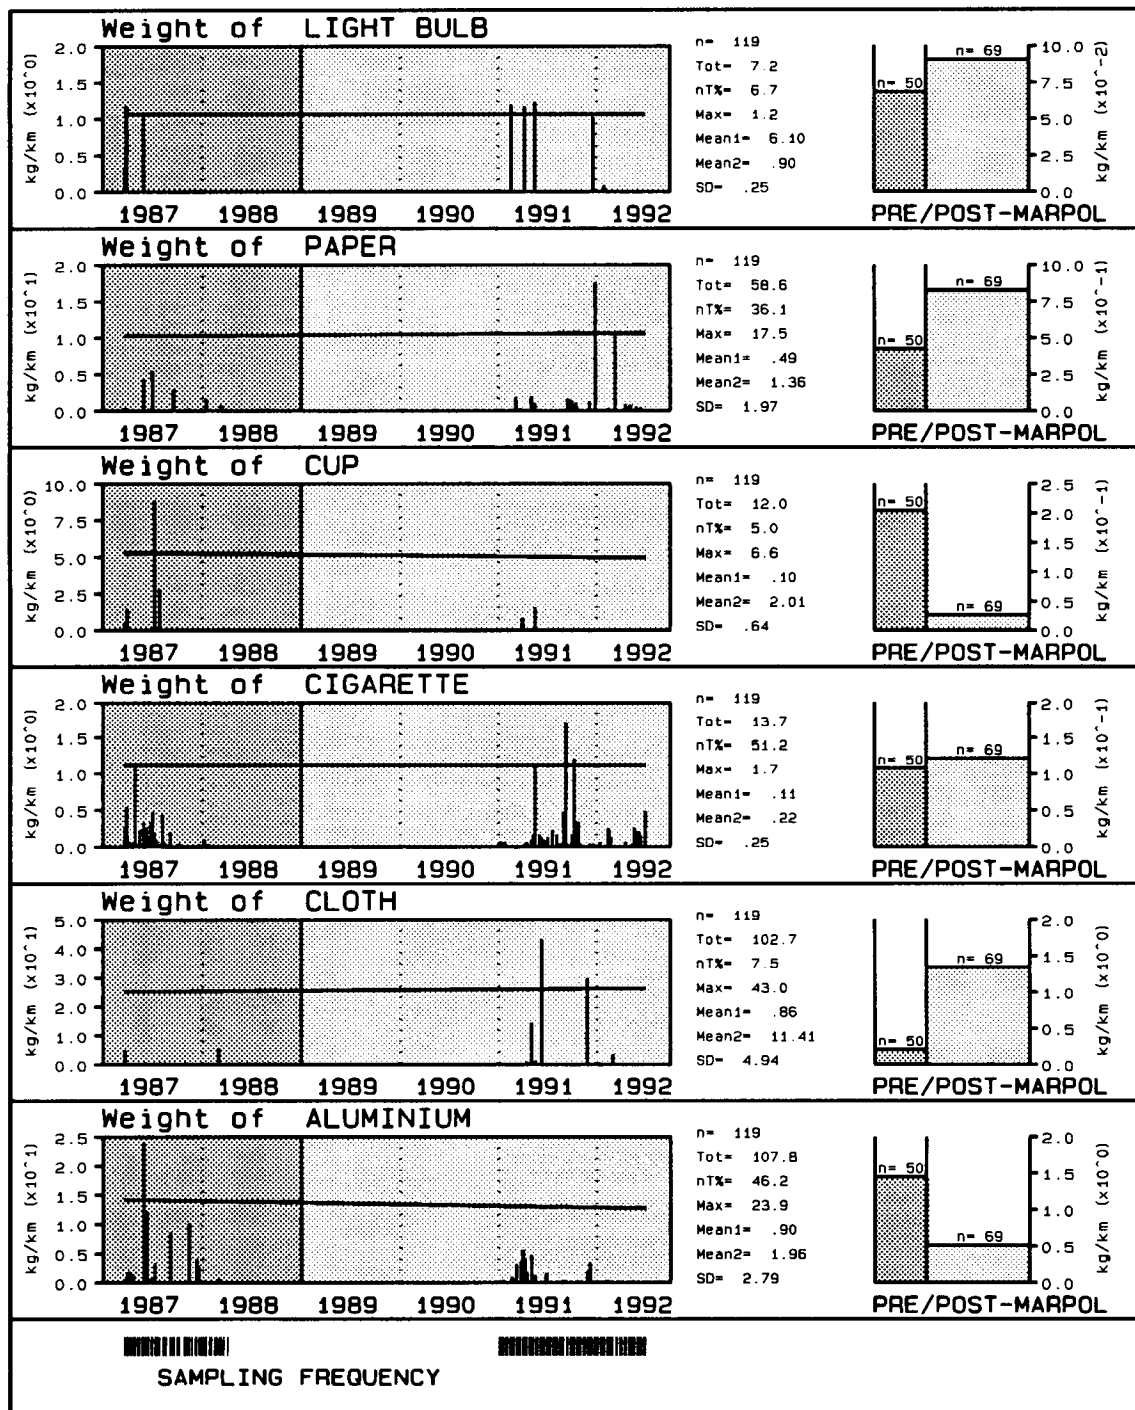 Weight of LIGHT BULB
2.0
1.5
1.0
0.5
0.0
kg/km (x10^0)
1987 1988 1989 1990 1991 1992
n= 119
Tot= 7.2
nT%= 6.7
Max= 1.2
Mean1= 6.10
Mean2= .90
SD= .25
n= 50
n= 69
10.0
7.5
5.0
2.5
0.0
kg/km (x10^-2)
PRE/POST-MARPOL
Weight of PAPER
2.0
1.5
1.0
0.5
0.0
kg/km (x10^1)
1987 1988 1989 1990 1991 1992
n= 119
Tot= 58.6
nT%= 36.1
Max= 17.5
Mean1= .49
Mean2= 1.36
SD= 1.97
n= 50
n= 69
10.0
7.5
5.0
2.5
0.0
kg/km (x10^-1)
PRE/POST-MARPOL
Weight of CUP
10.0
7.5
5.0
2.5
0.0
kg/km (x10^0)
1987 1988 1989 1990 1991 1992
n= 119
Tot= 12.0
nT%= 5.0
Max= 6.6
Mean1= .10
Mean2= 2.01
SD= .64
n= 50
n= 69
2.5
2.0
1.5
1.0
0.5
0.0
kg/km (x10^-1)
PRE/POST-MARPOL
Weight of CIGARETTE
2.0
1.5
1.0
0.5
0.0
kg/km (x10^0)
1987 1988 1989 1990 1991 1992
n= 119
Tot= 13.7
nT%= 51.2
Max= 1.7
Mean1= .11
Mean2= .22
SD= .25
n= 50
n= 69
2.0
1.5
1.0
0.5
0.0
kg/km (x10^-1)
PRE/POST-MARPOL
Weight of CLOTH
5.0
4.0
3.0
2.0
1.0
0.0
kg/km (x10^1)
1987 1988 1989 1990 1991 1992
n= 119
Tot= 102.7
nT%= 7.5
Max= 43.0
Mean1= .86
Mean2= 11.41
SD= 4.94
n= 50
n= 69
2.0
1.5
1.0
0.5
0.0
kg/km (x10^0)
PRE/POST-MARPOL
Weight of ALUMINIUM
2.5
2.0
1.5
1.0
0.5
0.0
kg/km (x10^1)
1987 1988 1989 1990 1991 1992
n= 119
Tot= 107.8
nT%= 46.2
Max= 23.9
Mean1= .90
Mean2= 1.96
SD= 2.79
n= 50
n= 69
2.0
1.5
1.0
0.5
0.0
kg/km (x10^0)
PRE/POST-MARPOL
SAMPLING FREQUENCY